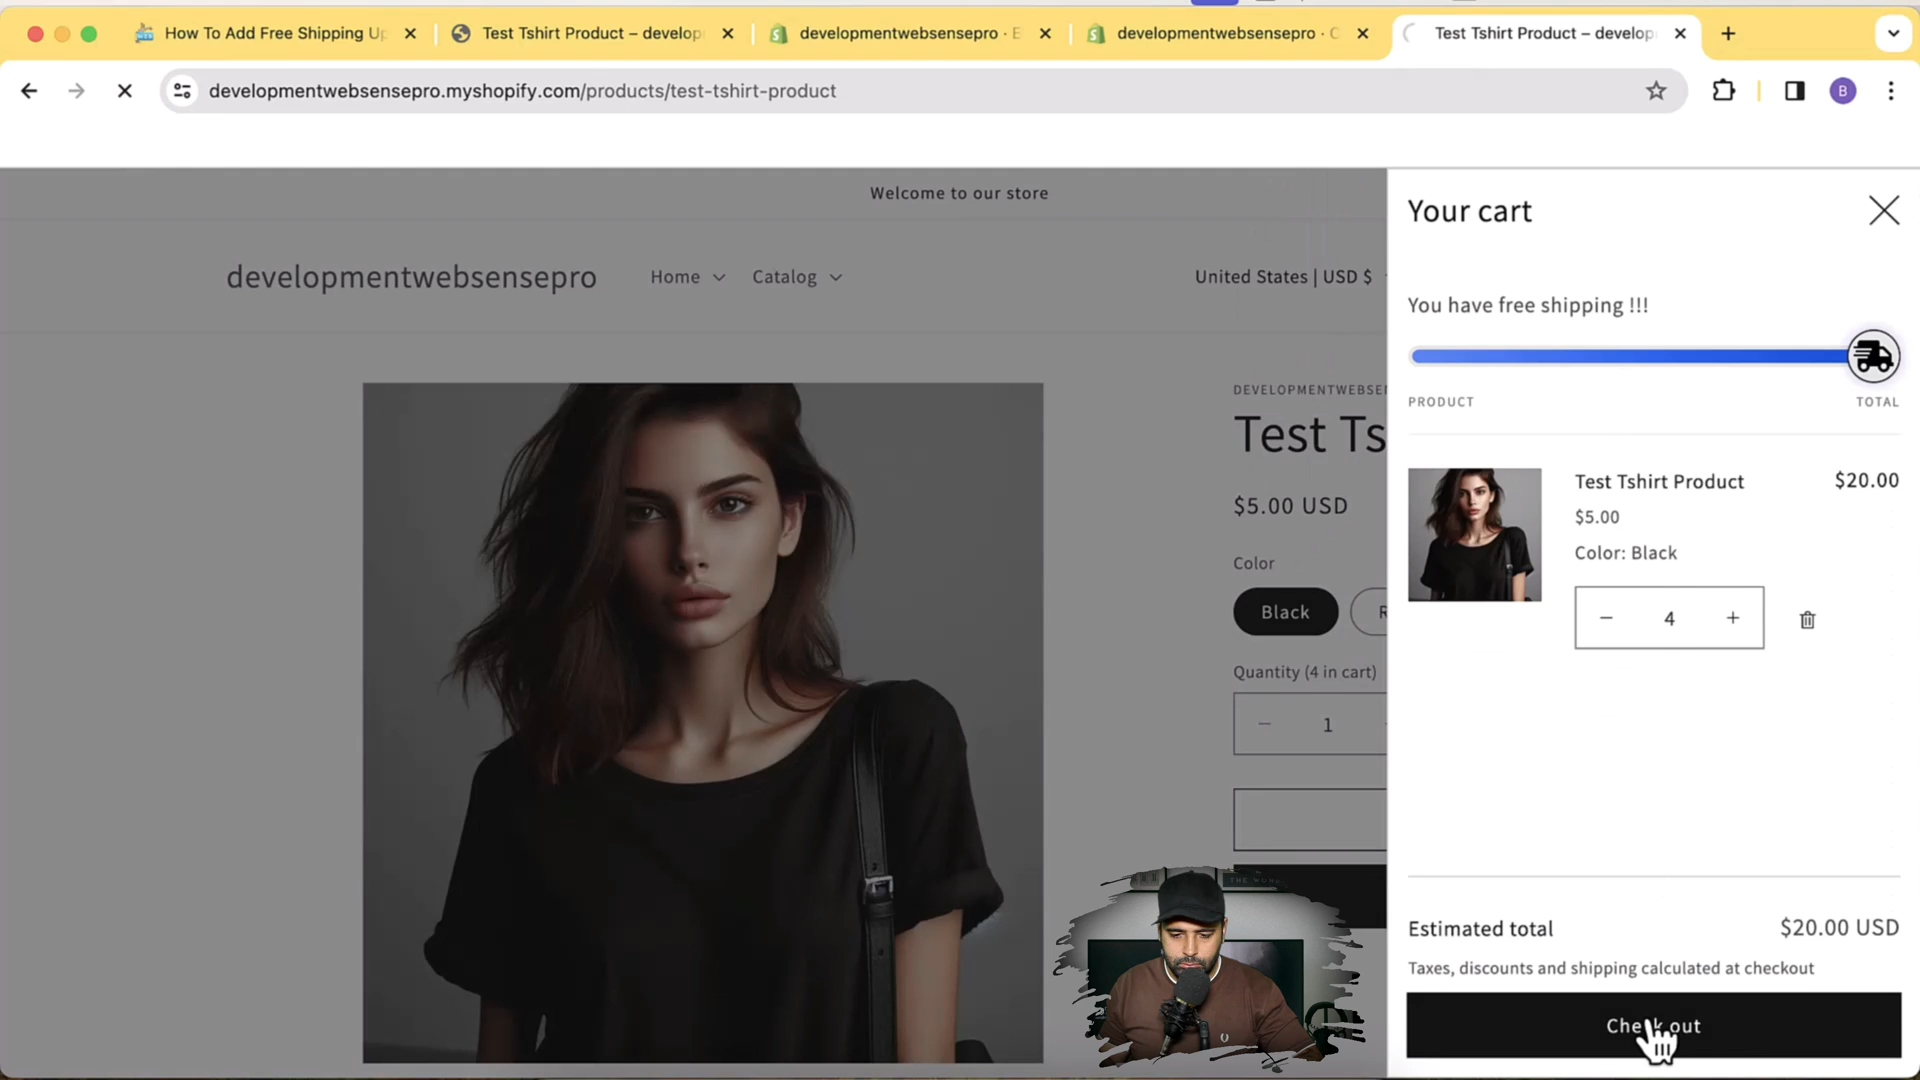 How To Add Free Shipping Up
Test Tshirt Product – develop
developmentwebsensepro · E
developmentwebsensepro · C
Test Tshirt Product – develop
developmentwebsensepro.myshopify.com/products/test-tshirt-product
B
Welcome to our store
developmentwebsensepro
Home
Catalog
United States | USD $
DEVELOPMENTWEBSEN
Test Ts
$5.00 USD
Color
Black
R
Quantity (4 in cart)
1
Your cart
You have free shipping !!!
PRODUCT
TOTAL
Test Tshirt Product
$20.00
$5.00
Color: Black
4
Estimated total
$20.00 USD
Taxes, discounts and shipping calculated at checkout
Check out